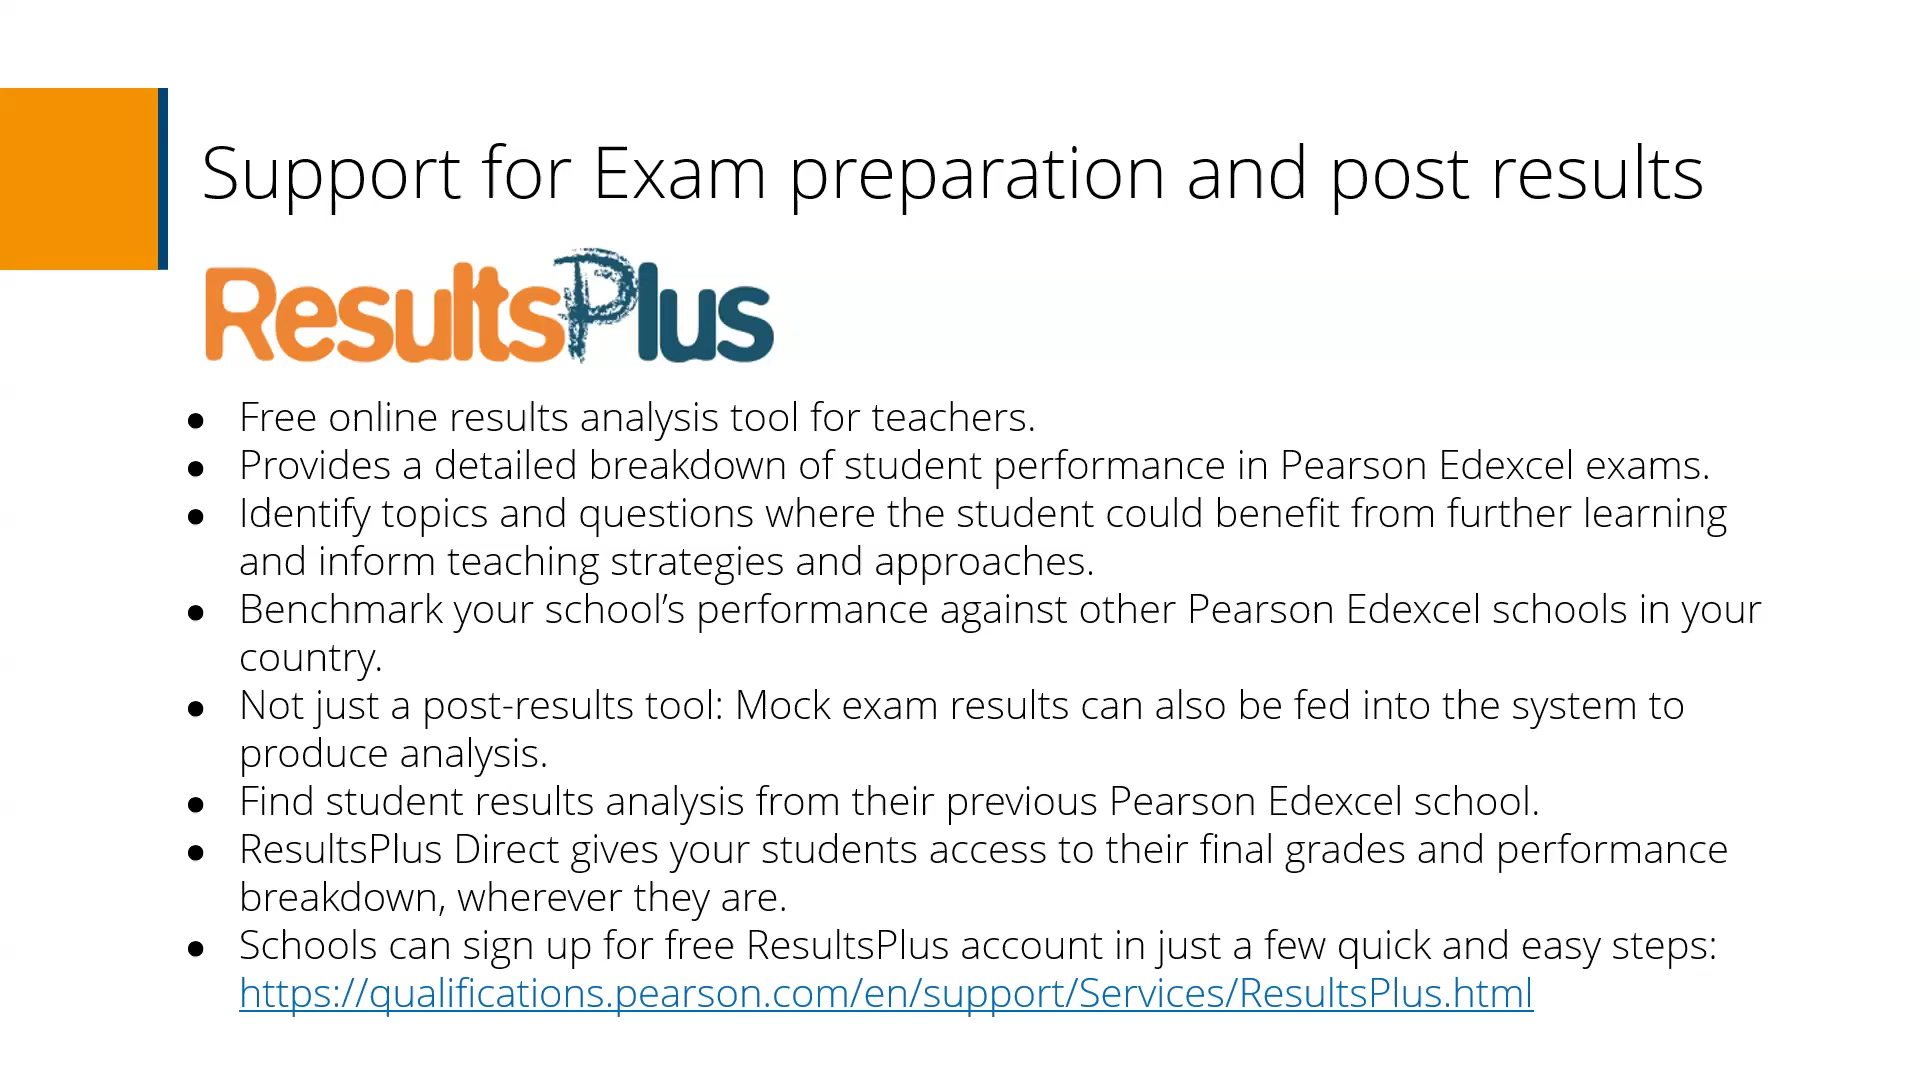 Support for Exam preparation and post results
ResultsPlus
● Free online results analysis tool for teachers.
● Provides a detailed breakdown of student performance in Pearson Edexcel exams.
● Identify topics and questions where the student could benefit from further learning
and inform teaching strategies and approaches.
● Benchmark your school’s performance against other Pearson Edexcel schools in your
country.
● Not just a post-results tool: Mock exam results can also be fed into the system to
produce analysis.
● Find student results analysis from their previous Pearson Edexcel school.
● ResultsPlus Direct gives your students access to their final grades and performance
breakdown, wherever they are.
● Schools can sign up for free ResultsPlus account in just a few quick and easy steps:
https://qualifications.pearson.com/en/support/Services/ResultsPlus.html